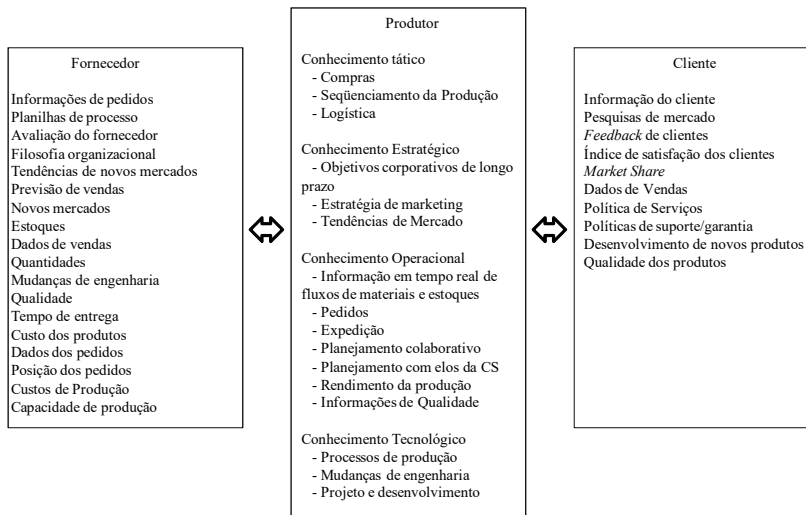 Fornecedor
Informações de pedidos
Planilhas de processo
Avaliação do fornecedor
Filosofia organizacional
Tendências de novos mercados
Previsão de vendas
Novos mercados
Estoques
Dados de vendas
Quantidades
Mudanças de engenharia
Qualidade
Tempo de entrega
Custo dos produtos
Dados dos pedidos
Posição dos pedidos
Custos de Produção
Capacidade de produção
Produtor
Conhecimento tático
- Compras
- Seqüenciamento da Produção
- Logística
Conhecimento Estratégico
- Objetivos corporativos de longo
prazo
- Estratégia de marketing
- Tendências de Mercado
Conhecimento Operacional
- Informação em tempo real de
fluxos de materiais e estoques
- Pedidos
- Expedição
- Planejamento colaborativo
- Planejamento com elos da CS
- Rendimento da produção
- Informações de Qualidade
Conhecimento Tecnológico
- Processos de produção
- Mudanças de engenharia
- Projeto e desenvolvimento
Cliente
Informação do cliente
Pesquisas de mercado
Feedback de clientes
Índice de satisfação dos clientes
Market Share
Dados de Vendas
Política de Serviços
Políticas de suporte/garantia
Desenvolvimento de novos produtos
Qualidade dos produtos